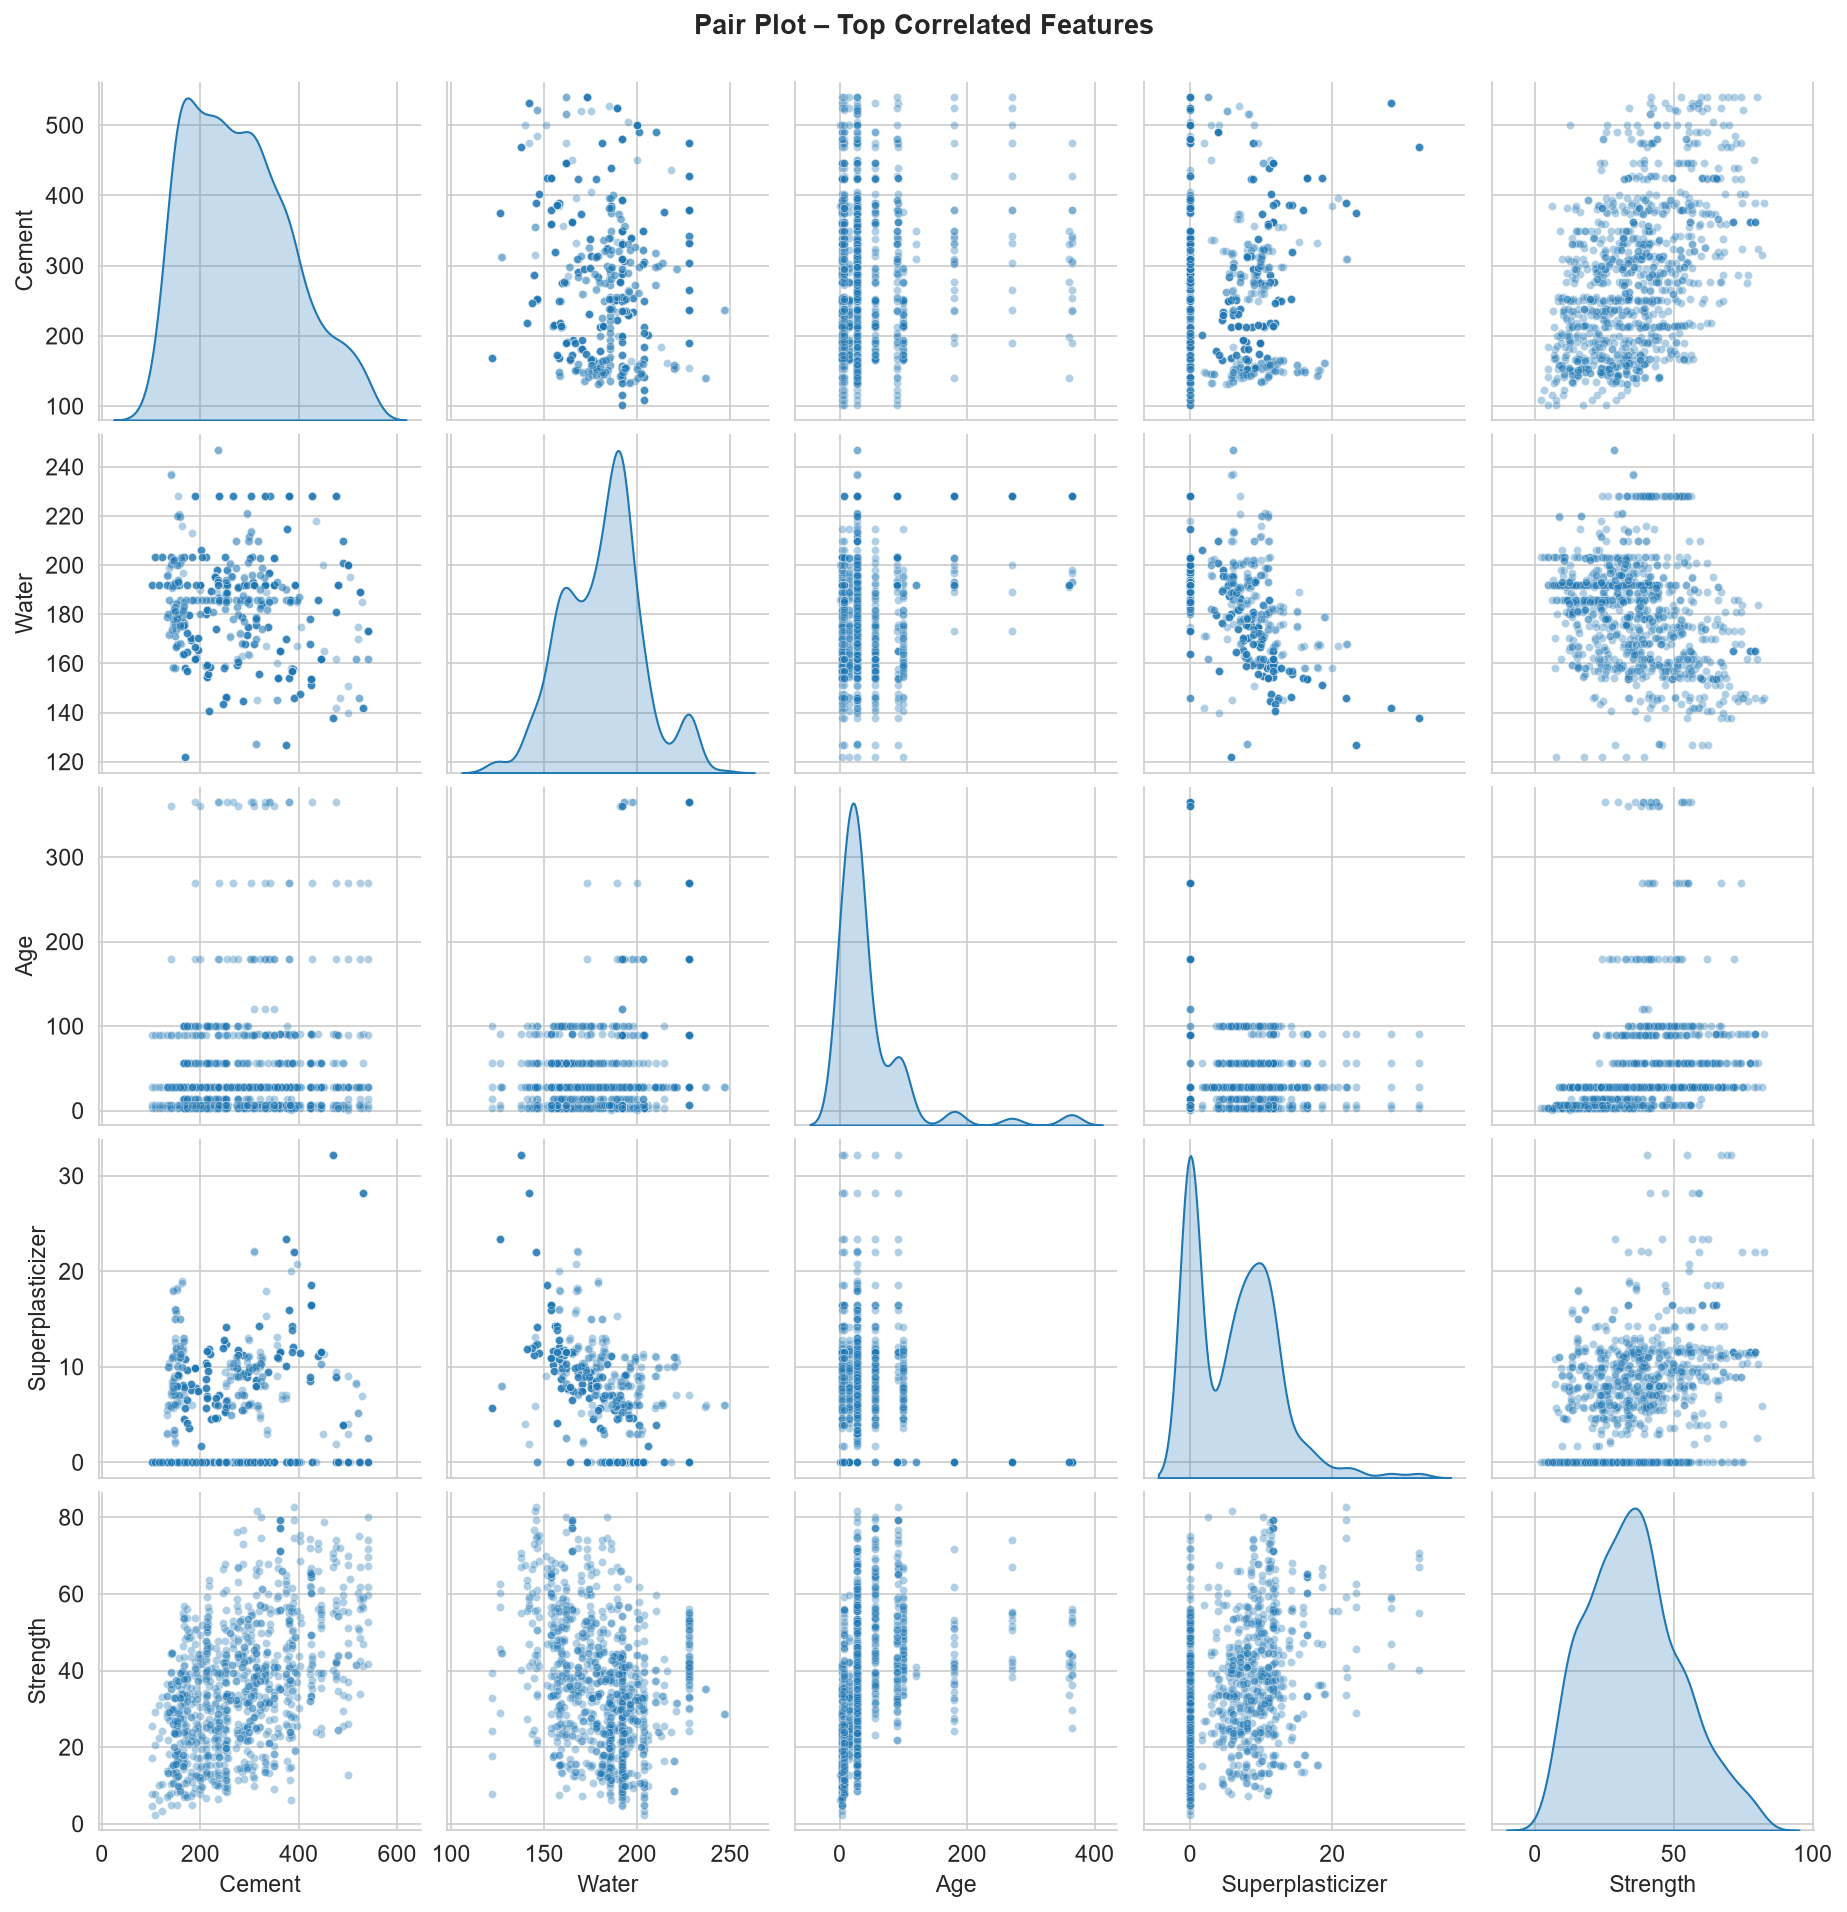 Pair Plot – Top Correlated Features
Cement
500
400
300
200
100
Water
240
220
200
180
160
140
120
Age
300
200
100
0
Superplasticizer
30
20
10
0
Strength
80
60
40
20
0
0 200 400 600
100 150 200 250
0 200 400
0 20
0 50 100
Cement Water Age Superplasticizer Strength